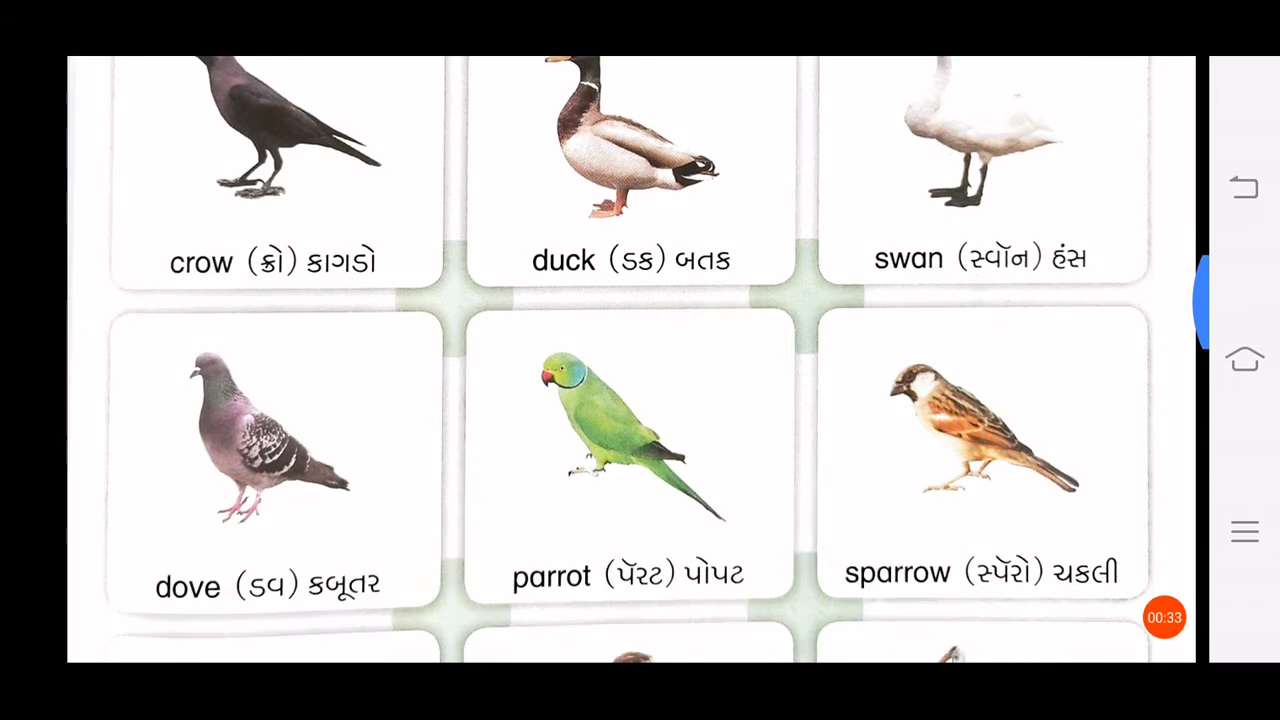 crow (ક્રો) કાગડો
duck (ડક) બતક
swan (સ્વૉન) હંસ
dove (ડવ) કબૂતર
parrot (પૅરટ) પોપટ
sparrow (સ્પૅરો) ચકલી
00:33